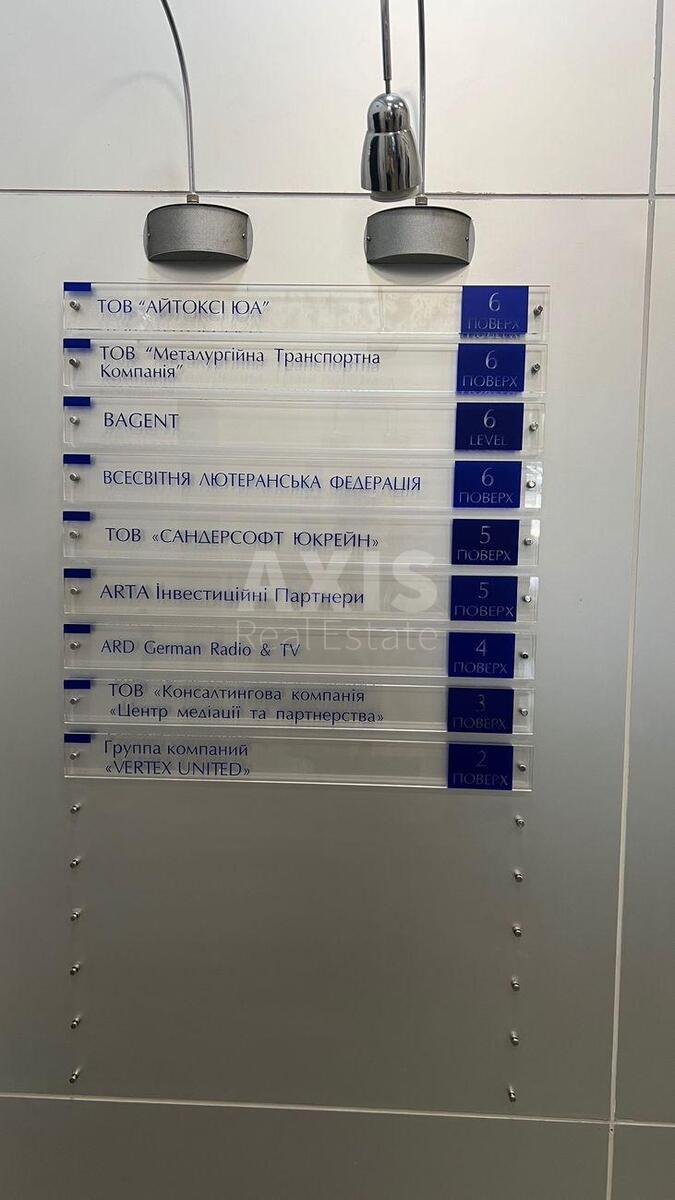 ТОВ “АЙТОКСІ ЮА”
6
ПОВЕРХ
ТОВ “Металургійна Транспортна
Компанія”
6
ПОВЕРХ
BAGENT
6
LEVEL
ВСЕСВІТНЯ ЛЮТЕРАНСЬКА ФЕДЕРАЦІЯ
6
ПОВЕРХ
ТОВ «САНДЕРСОФТ ЮКРЕЙН»
5
ПОВЕРХ
ARTA Інвестиційні Партнери
5
ПОВЕРХ
AXIS
Real Estate
ARD German Radio & TV
4
ПОВЕРХ
ТОВ «Консалтингова компанія
«Центр медіації та партнерства»
3
ПОВЕРХ
Группа компаний
«VERTEX UNITED»
2
ПОВЕРХ